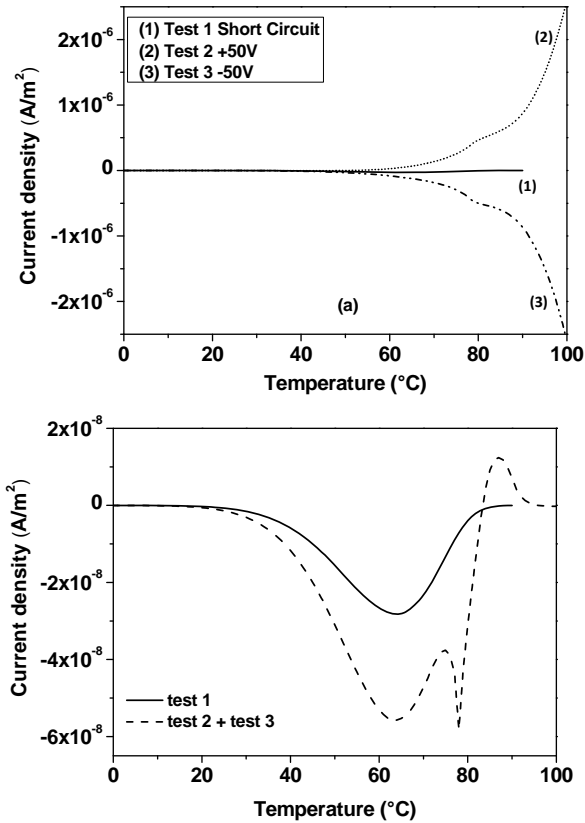 2x10⁻⁶
1x10⁻⁶
0
-1x10⁻⁶
-2x10⁻⁶
Current density (A/m²)
(1) Test 1 Short Circuit
(2) Test 2 +50V
(3) Test 3 -50V
(2)
(1)
(3)
(a)
0 20 40 60 80 100
Temperature (°C)
2x10⁻⁸
0
-2x10⁻⁸
-4x10⁻⁸
-6x10⁻⁸
Current density (A/m²)
test 1
test 2 + test 3
0 20 40 60 80 100
Temperature (°C)